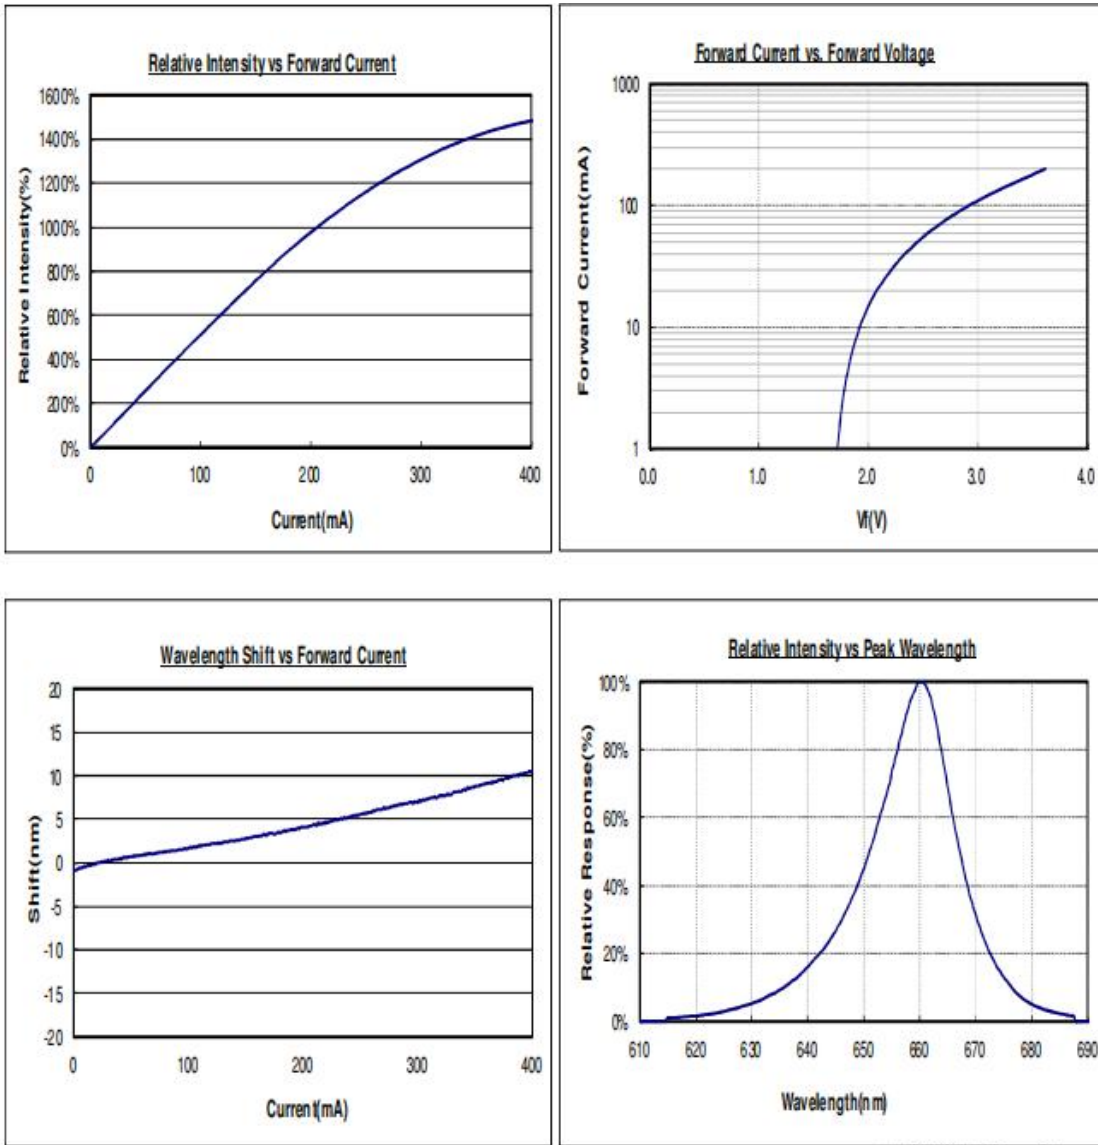 Relative Intensity vs Forward Current
1600%
1400%
1200%
1000%
800%
600%
400%
200%
0%
Relative Intensity(%)
0 100 200 300 400
Current(mA)
Forward Current vs. Forward Voltage
1000
100
10
1
Forward Current(mA)
0.0 1.0 2.0 3.0 4.0
Vf(V)
Wavelength Shift vs Forward Current
20
15
10
5
0
-5
-10
-15
-20
Shift(nm)
0 100 200 300 400
Current(mA)
Relative Intensity vs Peak Wavelength
100%
80%
60%
40%
20%
0%
Relative Response(%)
610 620 630 640 650 660 670 680 690
Wavelength(nm)